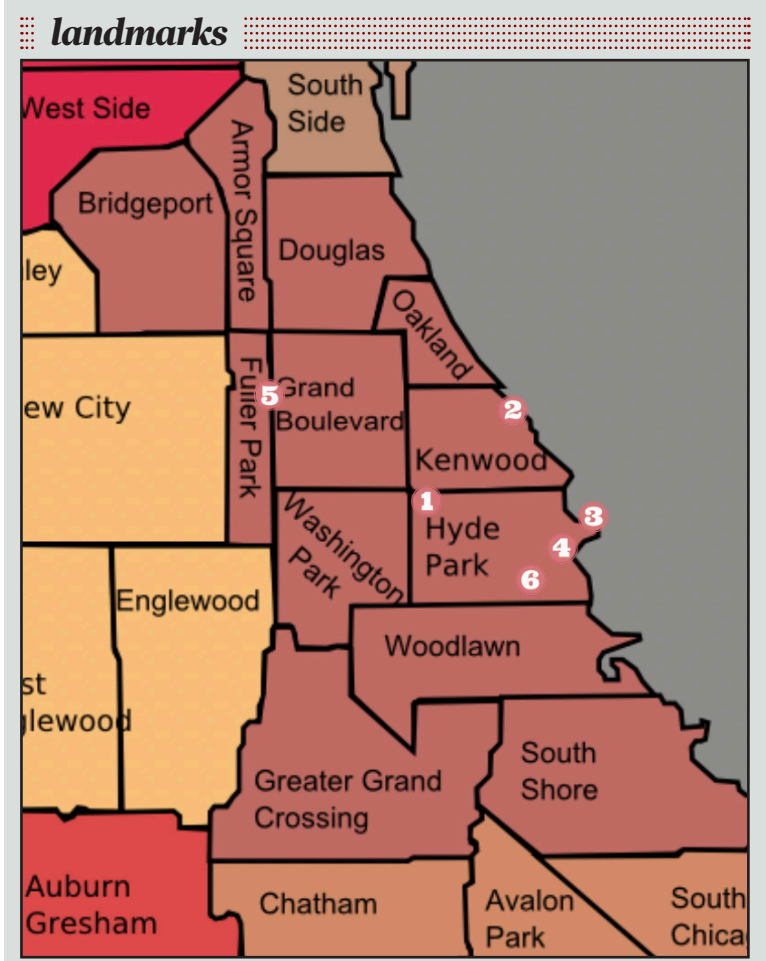 landmarks
West Side
South
Side
Armor Square
Bridgeport
Douglas
ley
Oakland
Fuller Park
5
Grand
Boulevard
ew City
2
Kenwood
1
3
Hyde
Park
4
6
Washington
Park
Englewood
Woodlawn
st
glewood
South
Shore
Greater Grand
Crossing
Auburn
Gresham
Chatham
Avalon
Park
South
Chica